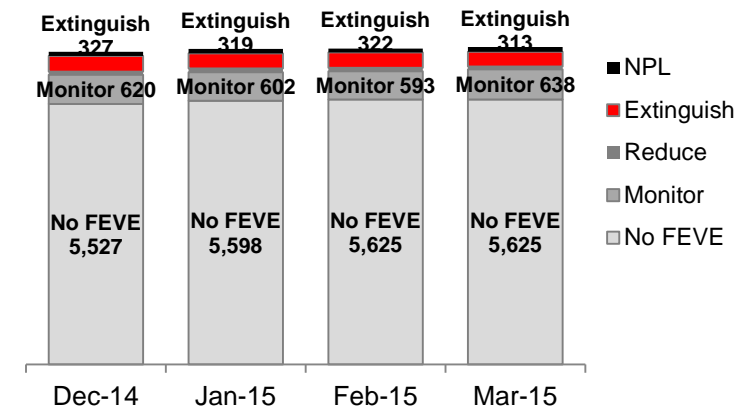 Extinguish
327
Extinguish
319
Extinguish
322
Extinguish
313
Monitor 620
Monitor 602
Monitor 593
Monitor 638
No FEVE
5,527
No FEVE
5,598
No FEVE
5,625
No FEVE
5,625
Dec-14
Jan-15
Feb-15
Mar-15
NPL
Extinguish
Reduce
Monitor
No FEVE